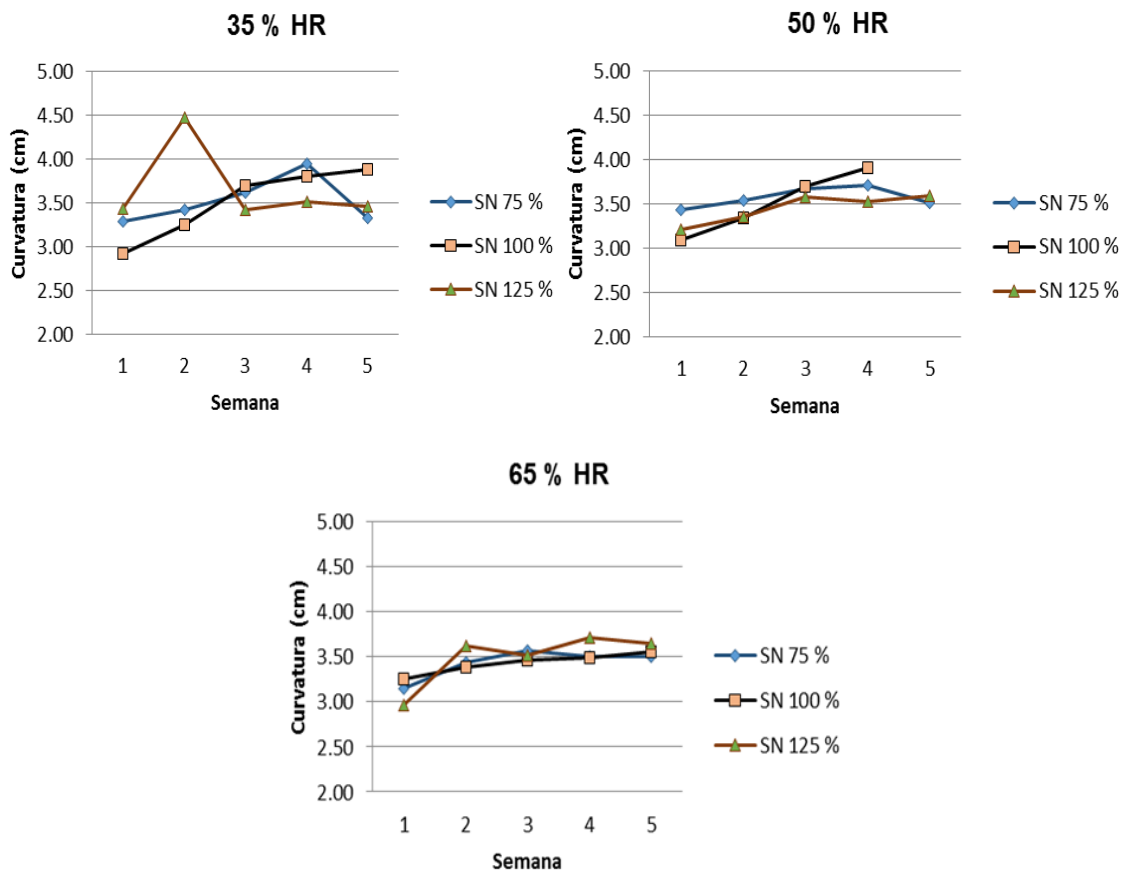 35 % HR
5.00
4.50
4.00
3.50
3.00
2.50
2.00
Curvatura (cm)
1 2 3 4 5
Semana
SN 75 %
SN 100 %
SN 125 %
50 % HR
5.00
4.50
4.00
3.50
3.00
2.50
2.00
Curvatura (cm)
1 2 3 4 5
Semana
SN 75 %
SN 100 %
SN 125 %
65 % HR
5.00
4.50
4.00
3.50
3.00
2.50
2.00
Curvatura (cm)
1 2 3 4 5
Semana
SN 75 %
SN 100 %
SN 125 %